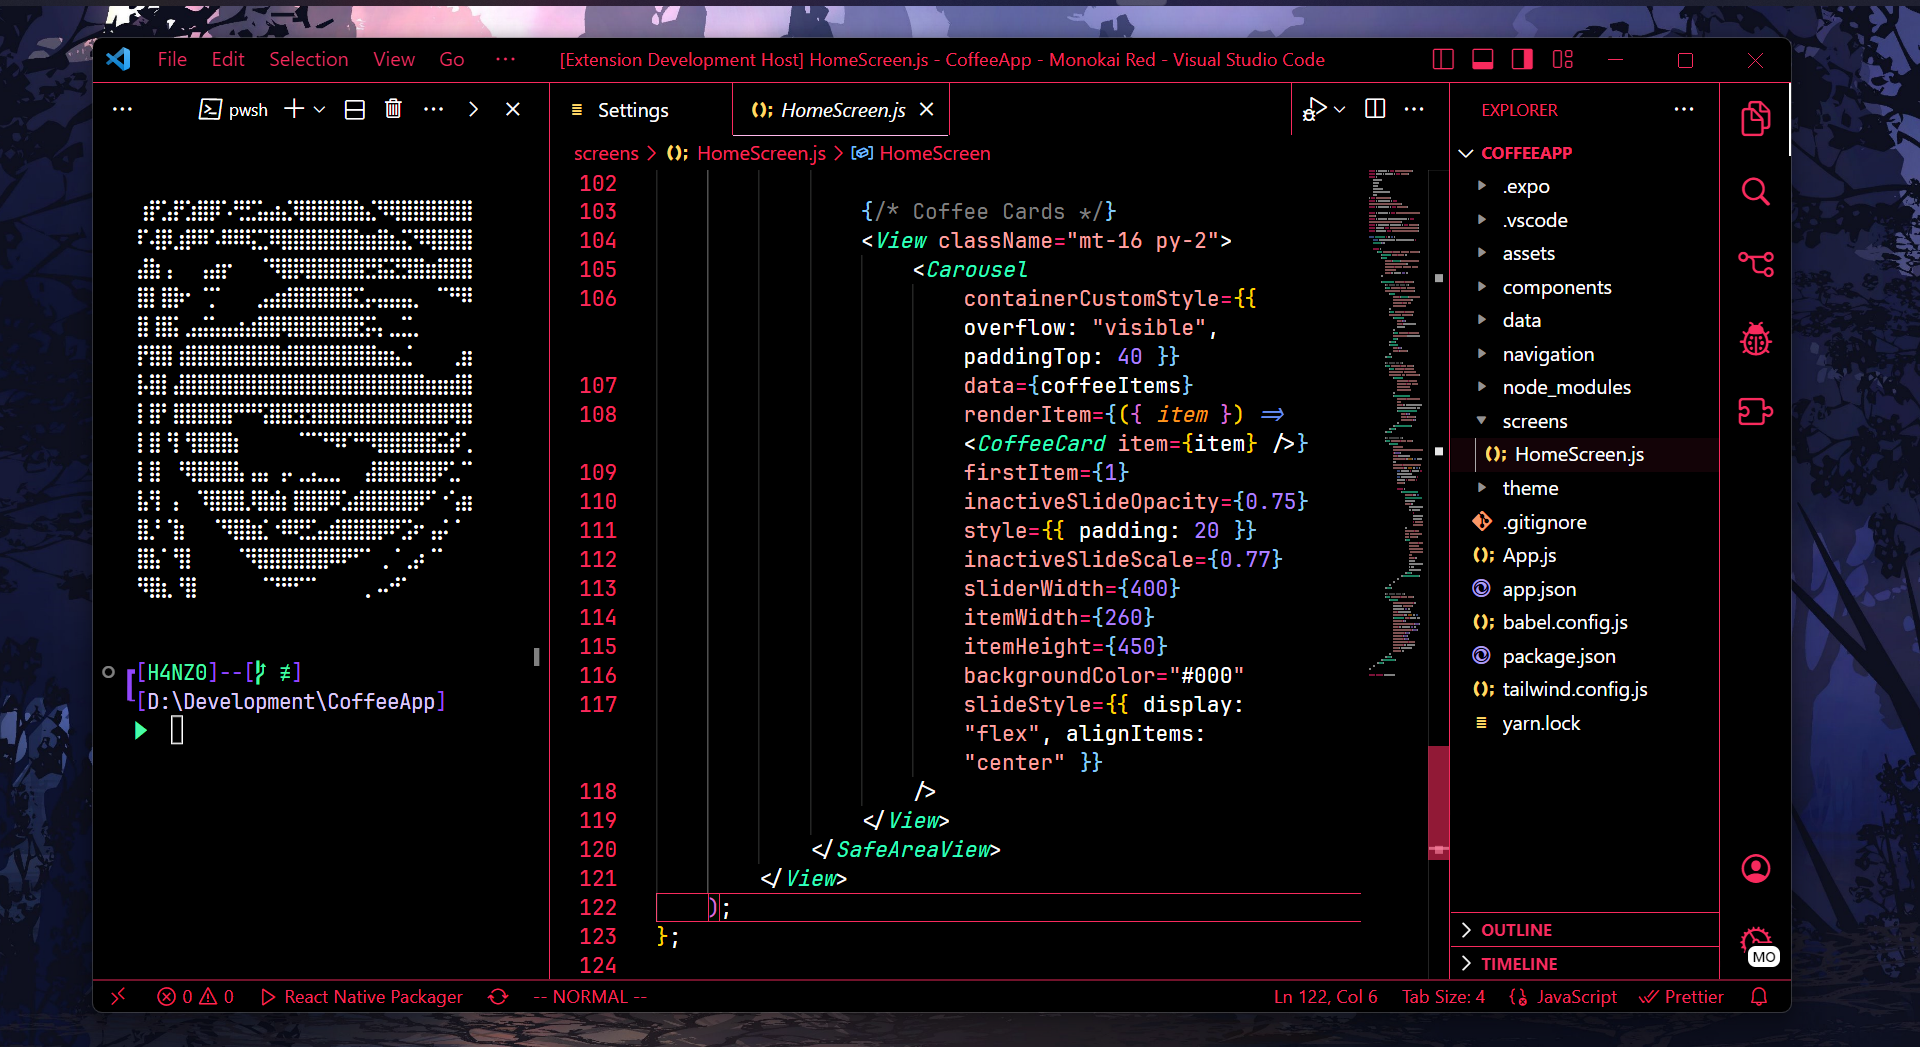 File Edit Selection View Go ···
[Extension Development Host] HomeScreen.js - CoffeeApp - Monokai Red - Visual Studio Code
··· pwsh ···
[H4NZ0]--[ ≢]
[D:\Development\CoffeeApp]
Settings
HomeScreen.js
screens > HomeScreen.js > HomeScreen
102
103 {/* Coffee Cards */}
104 <View className="mt-16 py-2">
105 <Carousel
106 containerCustomStyle={{
overflow: "visible",
paddingTop: 40 }}
107 data={coffeeItems}
108 renderItem={({ item }) =>
<CoffeeCard item={item} />}
109 firstItem={1}
110 inactiveSlideOpacity={0.75}
111 style={{ padding: 20 }}
112 inactiveSlideScale={0.77}
113 sliderWidth={400}
114 itemWidth={260}
115 itemHeight={450}
116 backgroundColor="#000"
117 slideStyle={{ display:
"flex", alignItems:
"center" }}
118 />
119 </View>
120 </SafeAreaView>
121 </View>
122 );
123 };
124
EXPLORER ···
COFFEEAPP
.expo
.vscode
assets
components
data
navigation
node_modules
screens
HomeScreen.js
theme
.gitignore
App.js
app.json
babel.config.js
package.json
tailwind.config.js
yarn.lock
OUTLINE
TIMELINE
MO
0 0 React Native Packager -- NORMAL --
Ln 122, Col 6 Tab Size: 4 JavaScript Prettier